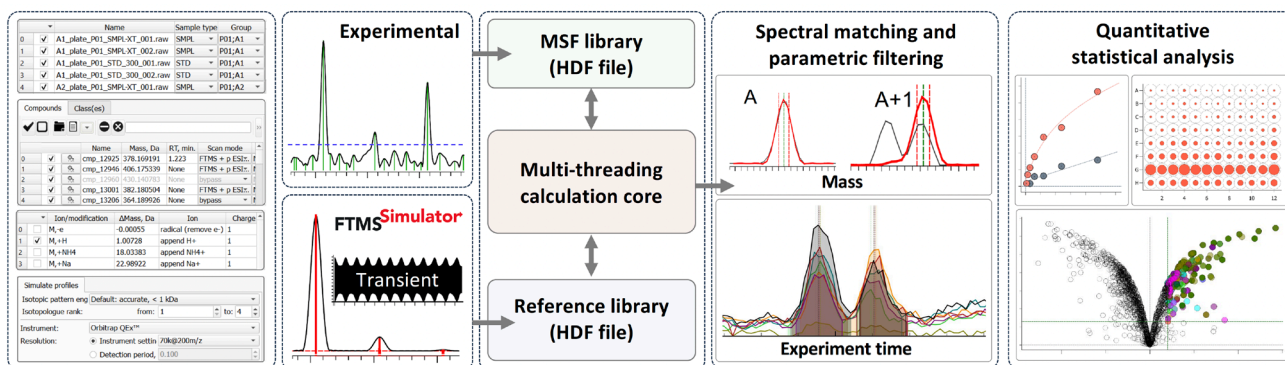 Name Sample type Group
0 A1_plate_P01_SMPL-XT_001.raw SMPL P01;A1
1 A1_plate_P01_SMPL-XT_002.raw SMPL P01;A1
2 A1_plate_P01_STD_300_001.raw STD P01;A1
3 A1_plate_P01_STD_300_002.raw STD P01;A1
4 A2_plate_P01_SMPL-XT_001.raw SMPL P01;A2
Compounds Class(es)
Name Mass, Da RT, min. Scan mode
0 cmp_12925 378.169191 1.223 FTMS + p ESI
1 cmp_12946 406.175339 None FTMS + p ESI
2 cmp_12960 430.140783 None bypass
3 cmp_13001 382.180504 None FTMS + p ESI
4 cmp_13206 364.189926 None bypass
Ion/modification ΔMass, Da Ion Charge
0 M,-e -0.00055 radical (remove e-) 1
1 M,+H 1.00728 append H+ 1
2 M,+NH4 18.03383 append NH4+ 1
3 M,+Na 22.98922 append Na+ 1
Simulate profiles
Isotopic pattern eng Default: accurate, < 1 kDa
Isotopologue rank: from: 1 to: 4
Instrument: Orbitrap QEx™
Resolution: Instrument settin 70k@200m/z
Detection period, 0.100
Experimental
FTMS Simulator+
Transient
MSF library
(HDF file)
Multi-threading
calculation core
Reference library
(HDF file)
Spectral matching and
parametric filtering
A A+1
Mass
Experiment time
Quantitative
statistical analysis
A
B
C
D
E
F
G
H
2 4 6 8 10 12